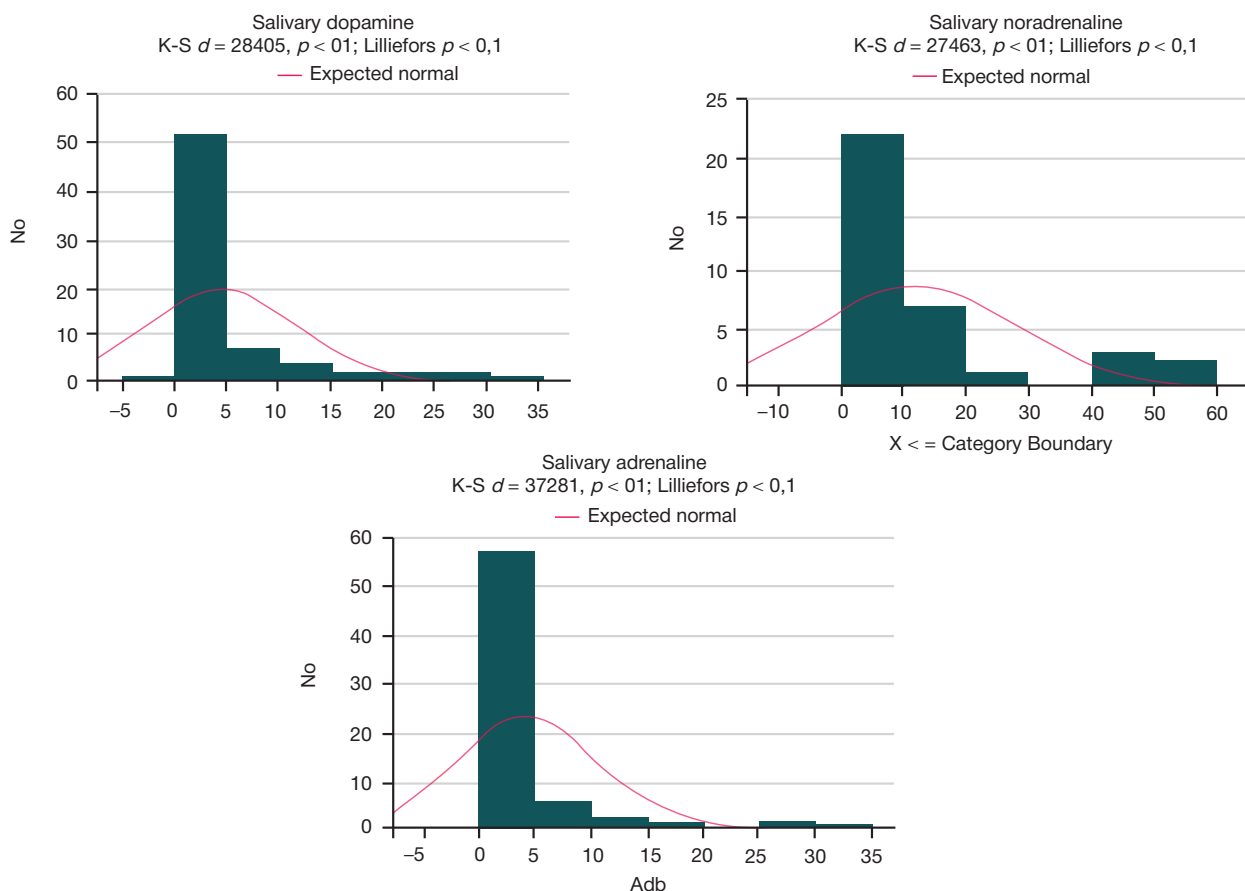 Salivary dopamine
K-S d = 28405, p < 01; Lilliefors p < 0,1
Expected normal
60
50
40
30
20
10
0
No
−5 0 5 10 15 20 25 30 35
Salivary noradrenaline
K-S d = 27463, p < 01; Lilliefors p < 0,1
Expected normal
25
20
15
10
5
0
No
−10 0 10 20 30 40 50 60
X < = Category Boundary
Salivary adrenaline
K-S d = 37281, p < 01; Lilliefors p < 0,1
Expected normal
60
50
40
30
20
10
0
No
−5 0 5 10 15 20 25 30 35
Adb